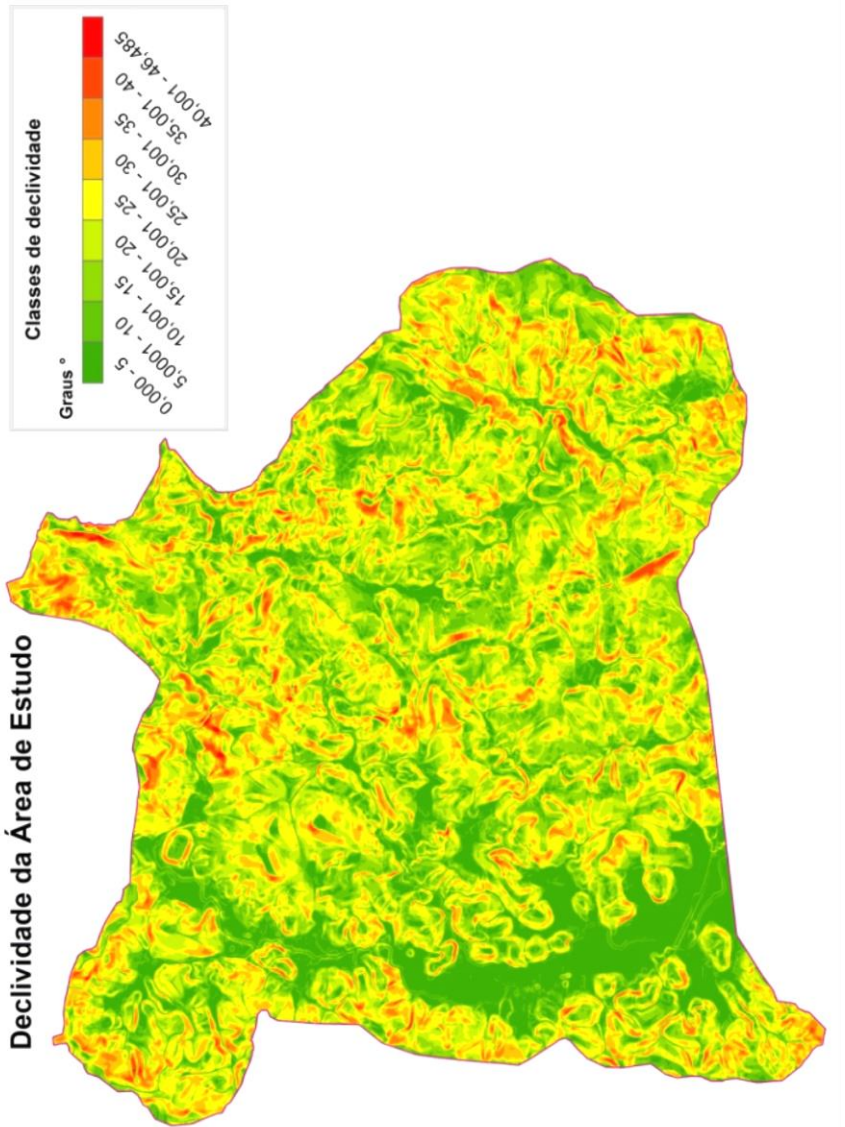 Declividade da Área de Estudo
Classes de declividade
Graus °
0,000 - 5
5,0001 - 10
10,001 - 15
15,001 - 20
20,001 - 25
25,001 - 30
30,001 - 35
35,001 - 40
40,001 - 46,485